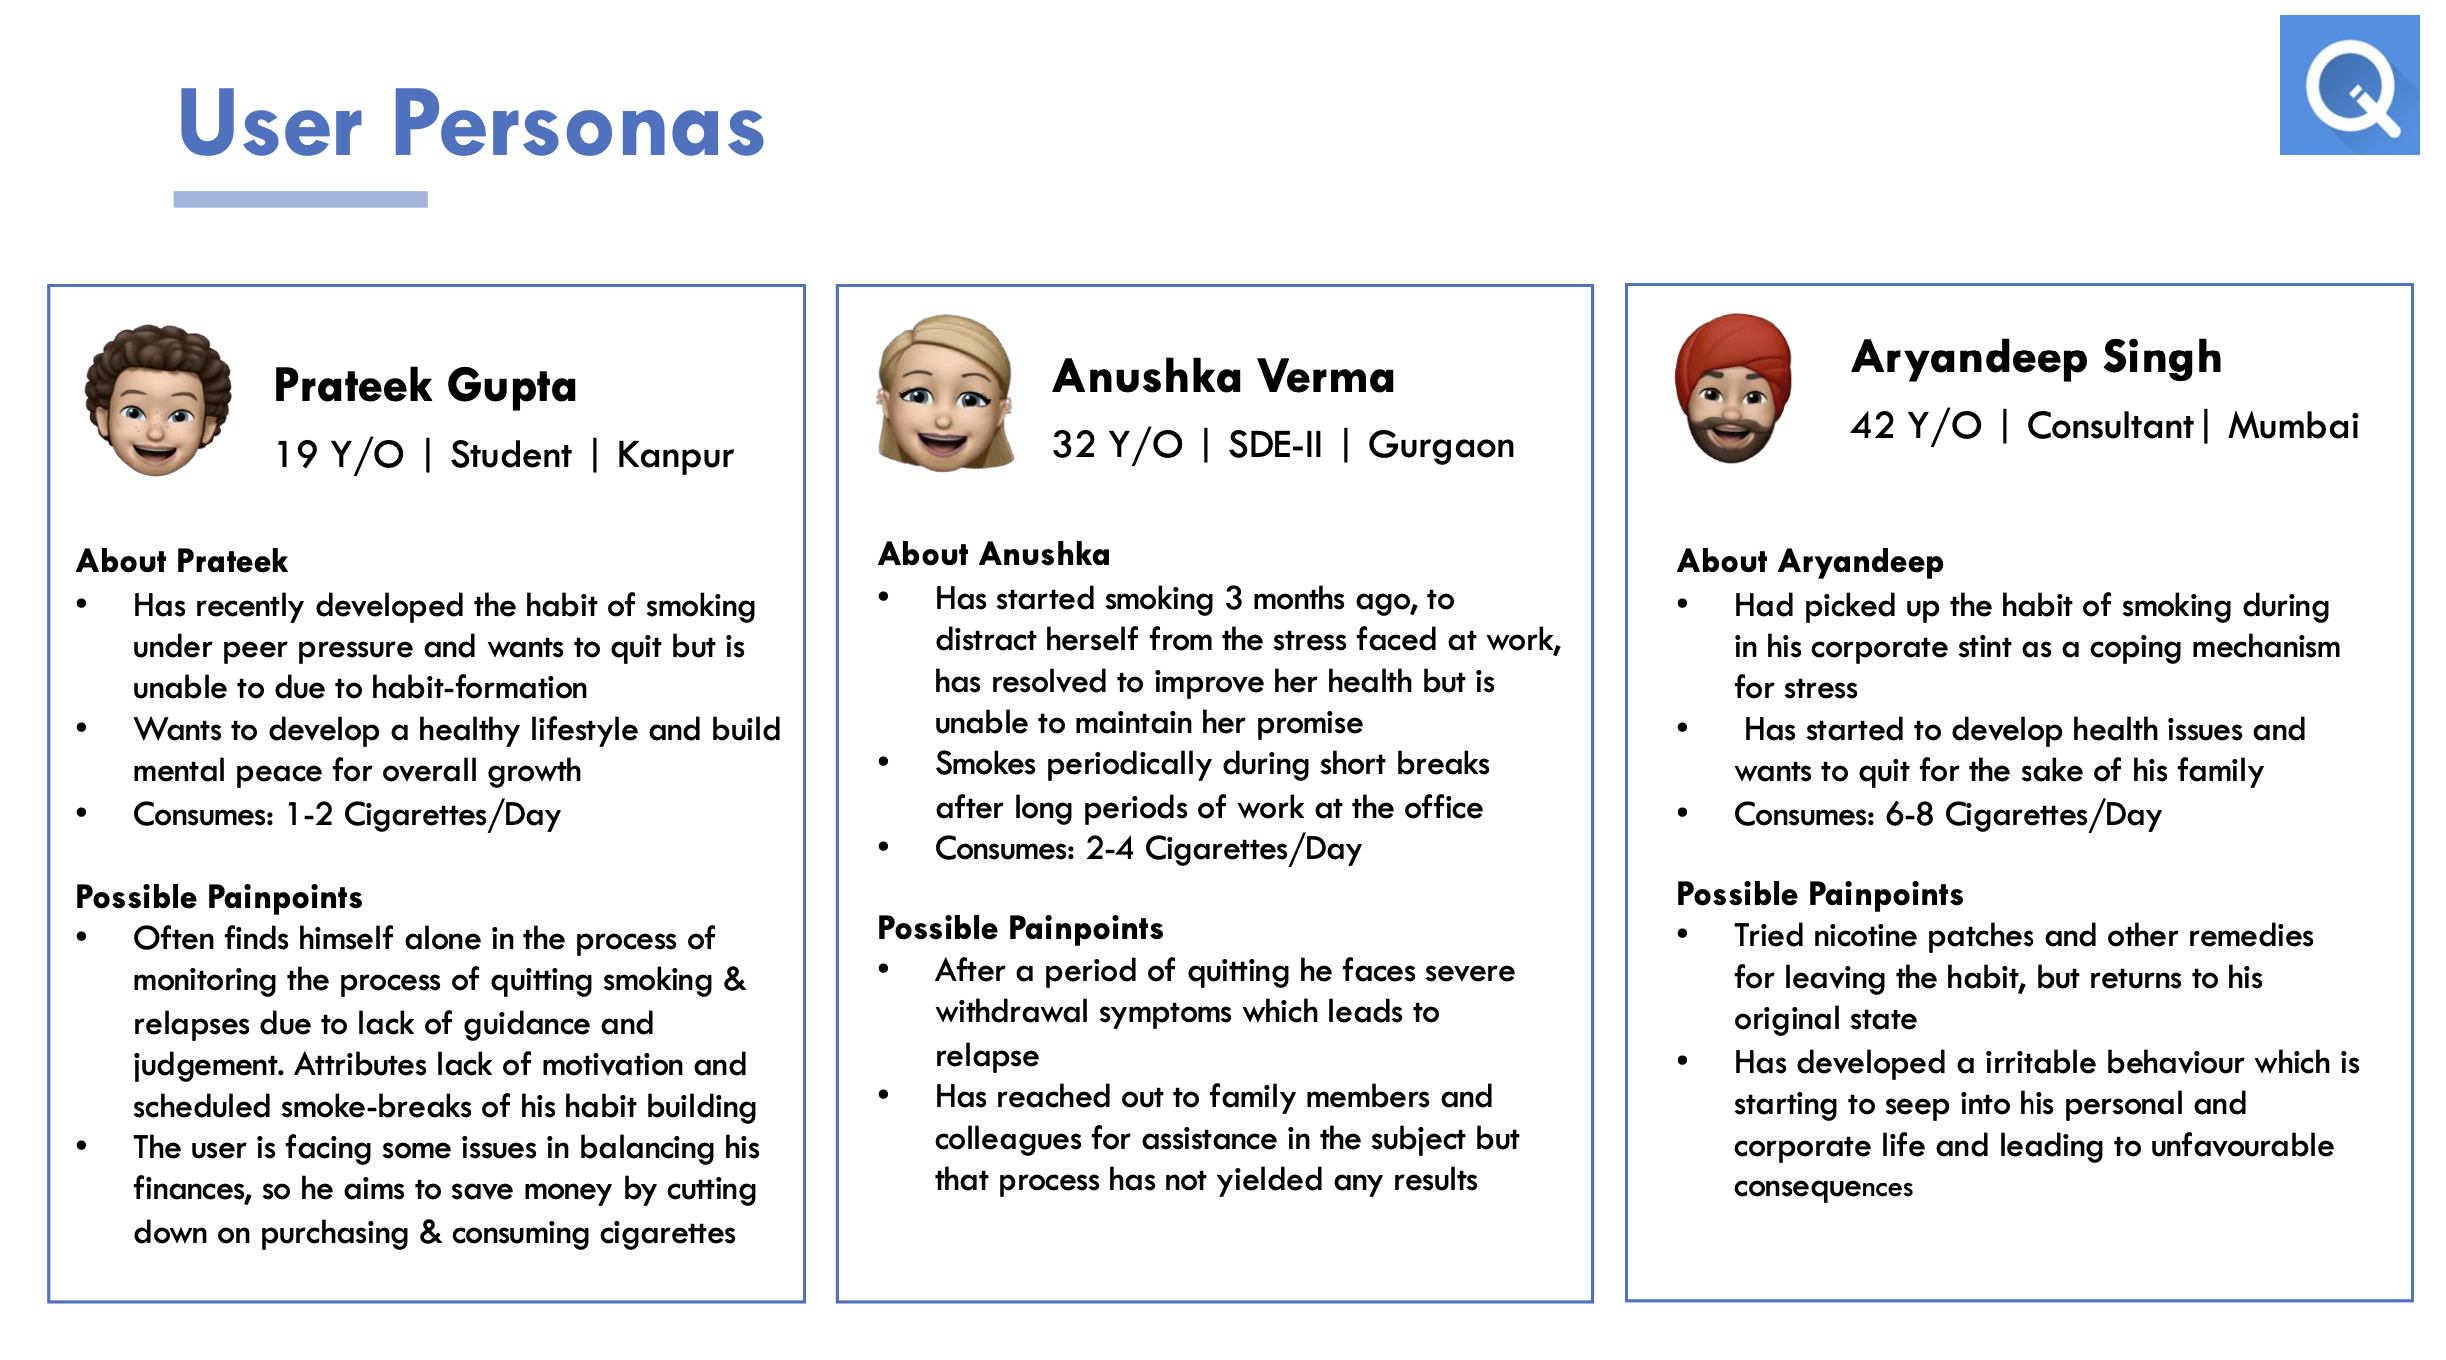 User Personas
Prateek Gupta
19 Y/O | Student | Kanpur
About Prateek
• Has recently developed the habit of smoking
under peer pressure and wants to quit but is
unable to due to habit-formation
• Wants to develop a healthy lifestyle and build
mental peace for overall growth
• Consumes: 1-2 Cigarettes/Day
Possible Painpoints
• Often finds himself alone in the process of
monitoring the process of quitting smoking &
relapses due to lack of guidance and
judgement. Attributes lack of motivation and
scheduled smoke-breaks of his habit building
• The user is facing some issues in balancing his
finances, so he aims to save money by cutting
down on purchasing & consuming cigarettes
Anushka Verma
32 Y/O | SDE-II | Gurgaon
About Anushka
• Has started smoking 3 months ago, to
distract herself from the stress faced at work,
has resolved to improve her health but is
unable to maintain her promise
• Smokes periodically during short breaks
after long periods of work at the office
• Consumes: 2-4 Cigarettes/Day
Possible Painpoints
• After a period of quitting he faces severe
withdrawal symptoms which leads to
relapse
• Has reached out to family members and
colleagues for assistance in the subject but
that process has not yielded any results
Aryandeep Singh
42 Y/O | Consultant| Mumbai
About Aryandeep
• Had picked up the habit of smoking during
in his corporate stint as a coping mechanism
for stress
• Has started to develop health issues and
wants to quit for the sake of his family
• Consumes: 6-8 Cigarettes/Day
Possible Painpoints
• Tried nicotine patches and other remedies
for leaving the habit, but returns to his
original state
• Has developed a irritable behaviour which is
starting to seep into his personal and
corporate life and leading to unfavourable
consequences